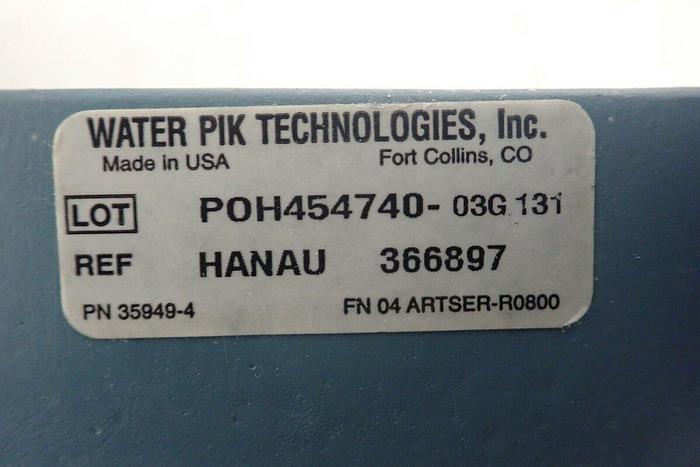 WATER PIK TECHNOLOGIES, Inc.
Made in USA Fort Collins, CO
LOT POH454740- 03G 131
REF HANAU 366897
PN 35949-4 FN 04 ARTSER-R0800